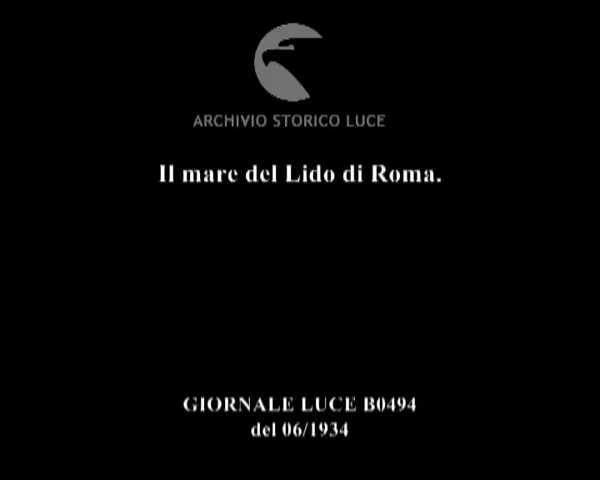 ARCHIVIO STORICO LUCE
Il mare del Lido di Roma.
GIORNALE LUCE B0494
del 06/1934